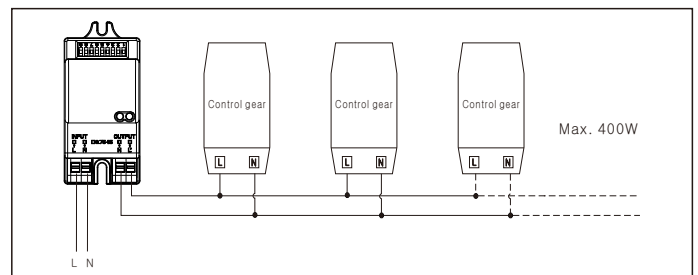 INPUT
OUTPUT
L N
Control gear
L N
Control gear
L N
Control gear
L N
Max. 400W
L N